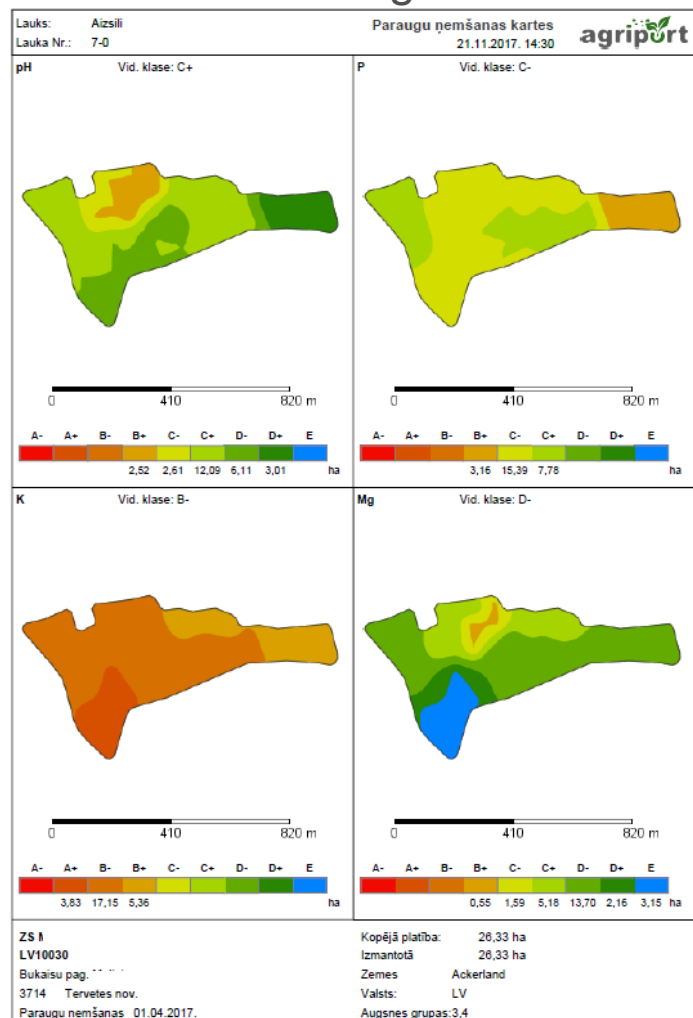 Lauks: Aizsili
Lauka Nr.: 7-0
Paraugu ņemšanas kartes
21.11.2017. 14:30
agriport
pH Vid. klase: C+
0 410 820 m
A- A+ B- B+ C- C+ D- D+ E
2,52 2,61 12,09 6,11 3,01 ha
P Vid. klase: C-
0 410 820 m
A- A+ B- B+ C- C+ D- D+ E
3,16 15,39 7,78 ha
K Vid. klase: B-
0 410 820 m
A- A+ B- B+ C- C+ D- D+ E
3,83 17,15 5,36 ha
Mg Vid. klase: D-
0 410 820 m
A- A+ B- B+ C- C+ D- D+ E
0,55 1,59 5,18 13,70 2,16 3,15 ha
ZS
LV10030
Bukaisu pag.
3714 Tervetes nov.
Paraugu nemšanas 01.04.2017.
Kopējā platība: 26,33 ha
Izmantotā 26,33 ha
Zemes Ackerland
Valsts: LV
Augsnes grupas:3,4